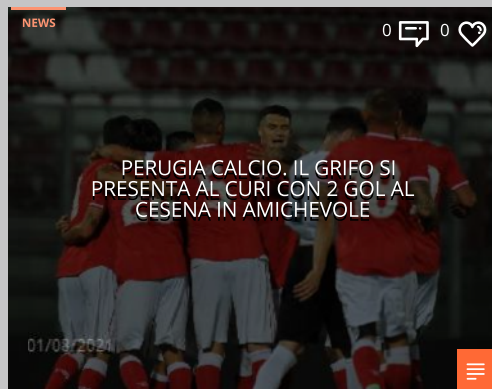 NEWS
0
0
PERUGIA CALCIO. IL GRIFO SI
PRESENTA AL CURI CON 2 GOL AL
CESENA IN AMICHEVOLE
01/08/2021